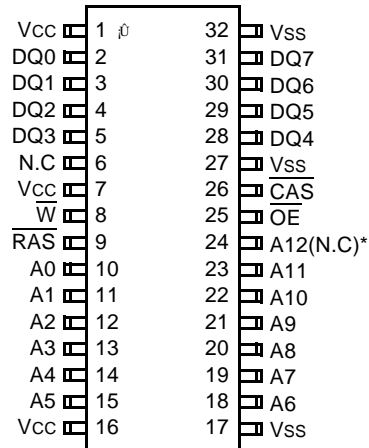 Vcc 1 ¡Û 32 Vss
DQ0 2 31 DQ7
DQ1 3 30 DQ6
DQ2 4 29 DQ5
DQ3 5 28 DQ4
N.C 6 27 Vss
Vcc 7 26 CAS
W 8 25 OE
RAS 9 24 A12(N.C)*
A0 10 23 A11
A1 11 22 A10
A2 12 21 A9
A3 13 20 A8
A4 14 19 A7
A5 15 18 A6
Vcc 16 17 Vss